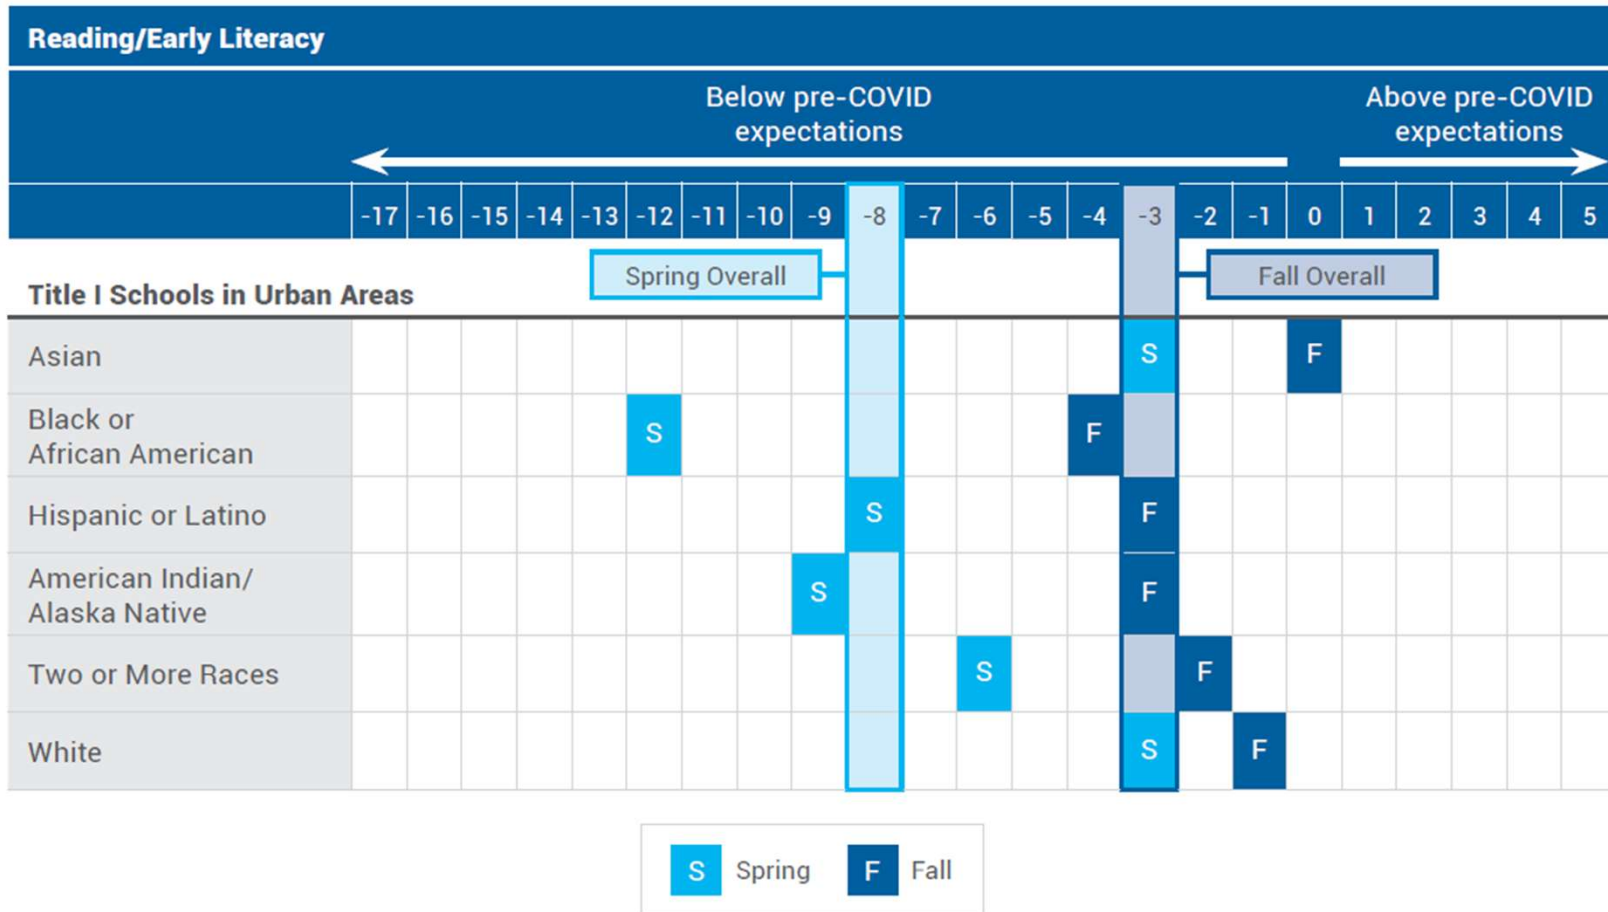 Reading/Early Literacy
Below pre-COVID
expectations
Above pre-COVID
expectations
-17 -16 -15 -14 -13 -12 -11 -10 -9 -8 -7 -6 -5 -4 -3 -2 -1 0 1 2 3 4 5
Spring Overall
Fall Overall
Title I Schools in Urban Areas
Asian S F
Black or
African American S F
Hispanic or Latino S F
American Indian/
Alaska Native S F
Two or More Races S F
White S F
S Spring F Fall